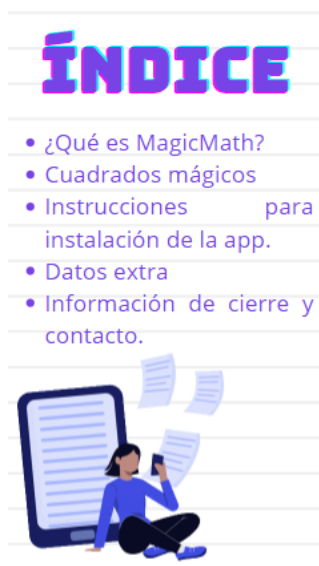 ÍNDICE
• ¿Qué es MagicMath?
• Cuadrados mágicos
• Instrucciones para
instalación de la app.
• Datos extra
• Información de cierre y
contacto.